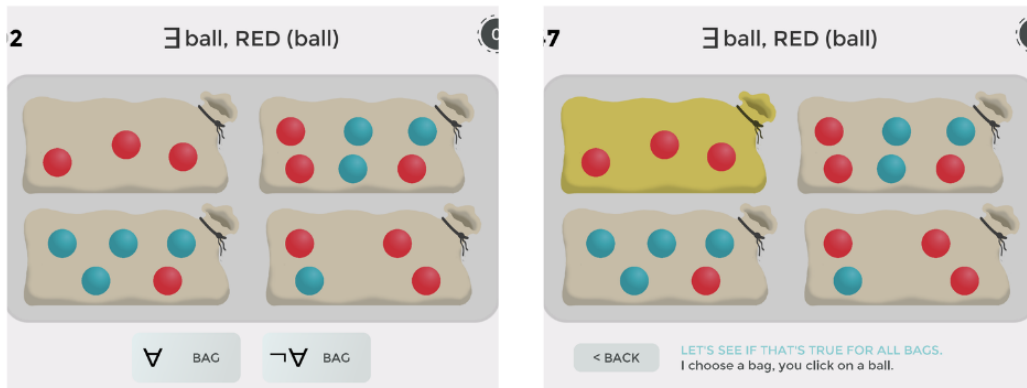 2
∃ ball, RED (ball)
0
∀ BAG
¬∀ BAG
7
∃ ball, RED (ball)
< BACK
LET'S SEE IF THAT'S TRUE FOR ALL BAGS.
I choose a bag, you click on a ball.